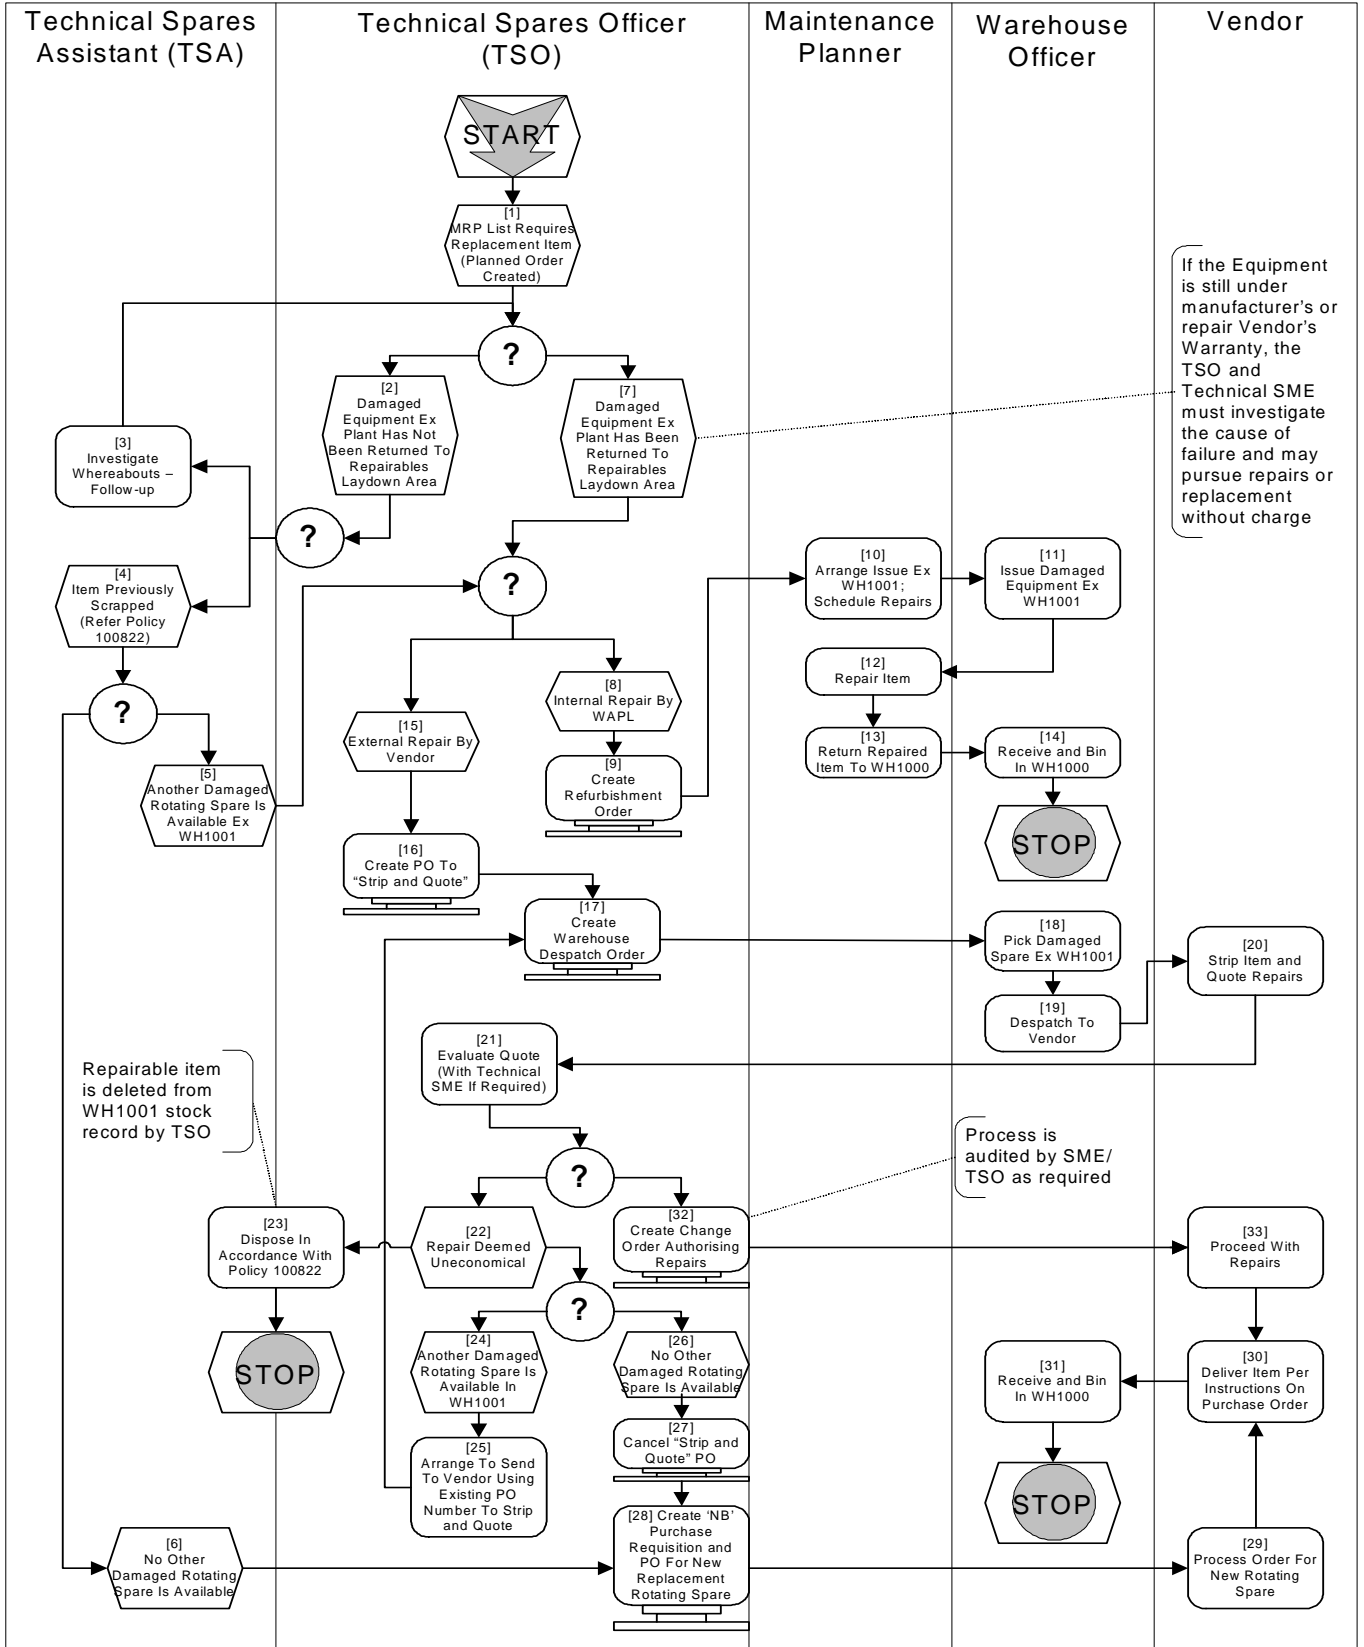 Technical Spares
Assistant (TSA)
Technical Spares Officer
(TSO)
Maintenance
Planner
Warehouse
Officer
Vendor
START
[1]
MRP List Requires
Replacement Item
(Planned Order
Created)
If the Equipment
is still under
manufacturer's or
repair Vendor's
Warranty, the
TSO and
Technical SME
must investigate
the cause of
failure and may
pursue repairs or
replacement
without charge
?
[2]
Damaged
Equipment Ex
Plant Has Not
Been Returned To
Repairables
Laydown Area
[7]
Damaged
Equipment Ex
Plant Has Been
Returned To
Repairables
Laydown Area
[3]
Investigate
Whereabouts –
Follow-up
?
[4]
Item Previously
Scrapped
(Refer Policy
100822)
?
[10]
Arrange Issue Ex
WH1001;
Schedule Repairs
[11]
Issue Damaged
Equipment Ex
WH1001
?
[5]
Another Damaged
Rotating Spare Is
Available Ex
WH1001
[15]
External Repair By
Vendor
[8]
Internal Repair By
WAPL
[9]
Create
Refurbishment
Order
[12]
Repair Item
[13]
Return Repaired
Item To WH1000
[14]
Receive and Bin
In WH1000
STOP
[16]
Create PO To
“Strip and Quote”
[17]
Create
Warehouse
Despatch Order
[18]
Pick Damaged
Spare Ex WH1001
[19]
Despatch To
Vendor
[20]
Strip Item and
Quote Repairs
[21]
Evaluate Quote
(With Technical
SME If Required)
Repairable item
is deleted from
WH1001 stock
record by TSO
Process is
audited by SME/
TSO as required
?
[23]
Dispose In
Accordance With
Policy 100822
[22]
Repair Deemed
Uneconomical
[32]
Create Change
Order Authorising
Repairs
[33]
Proceed With
Repairs
?
STOP
[24]
Another Damaged
Rotating Spare Is
Available In
WH1001
[26]
No Other
Damaged Rotating
Spare Is Available
[31]
Receive and Bin
In WH1000
[30]
Deliver Item Per
Instructions On
Purchase Order
[25]
Arrange To Send
To Vendor Using
Existing PO
Number To Strip
and Quote
[27]
Cancel “Strip and
Quote” PO
STOP
[6]
No Other
Damaged Rotating
Spare Is Available
[28] Create ‘NB’
Purchase
Requisition and
PO For New
Replacement
Rotating Spare
[29]
Process Order For
New Rotating
Spare